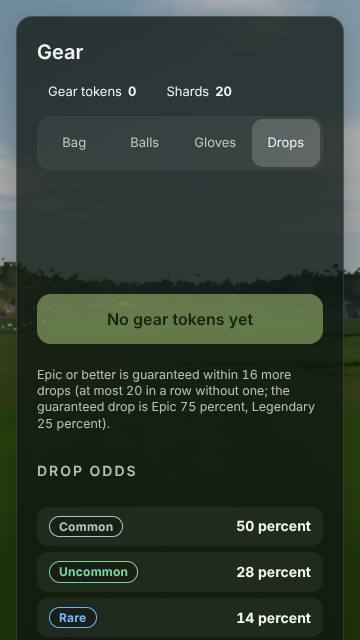 Gear
Gear tokens 0 Shards 20
Bag Balls Gloves Drops
No gear tokens yet
Epic or better is guaranteed within 16 more
drops (at most 20 in a row without one; the
guaranteed drop is Epic 75 percent, Legendary
25 percent).
DROP ODDS
Common 50 percent
Uncommon 28 percent
Rare 14 percent